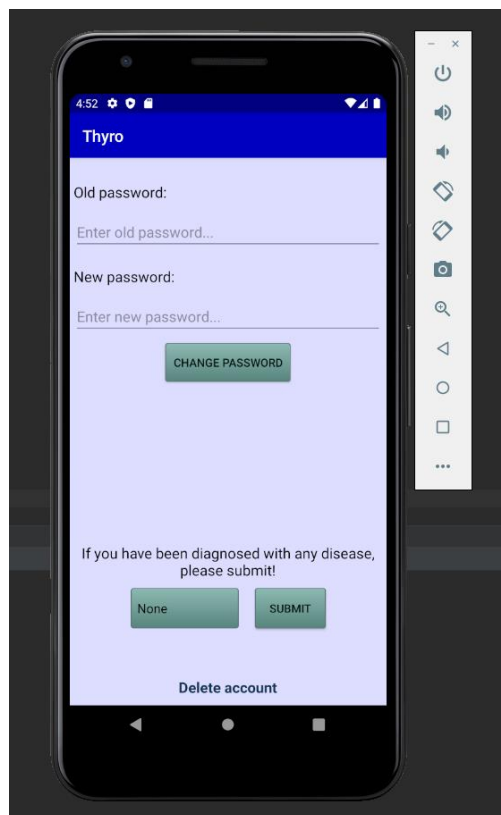 4:52
Thyro
Old password:
Enter old password...
New password:
Enter new password...
CHANGE PASSWORD
If you have been diagnosed with any disease,
please submit!
None
SUBMIT
Delete account